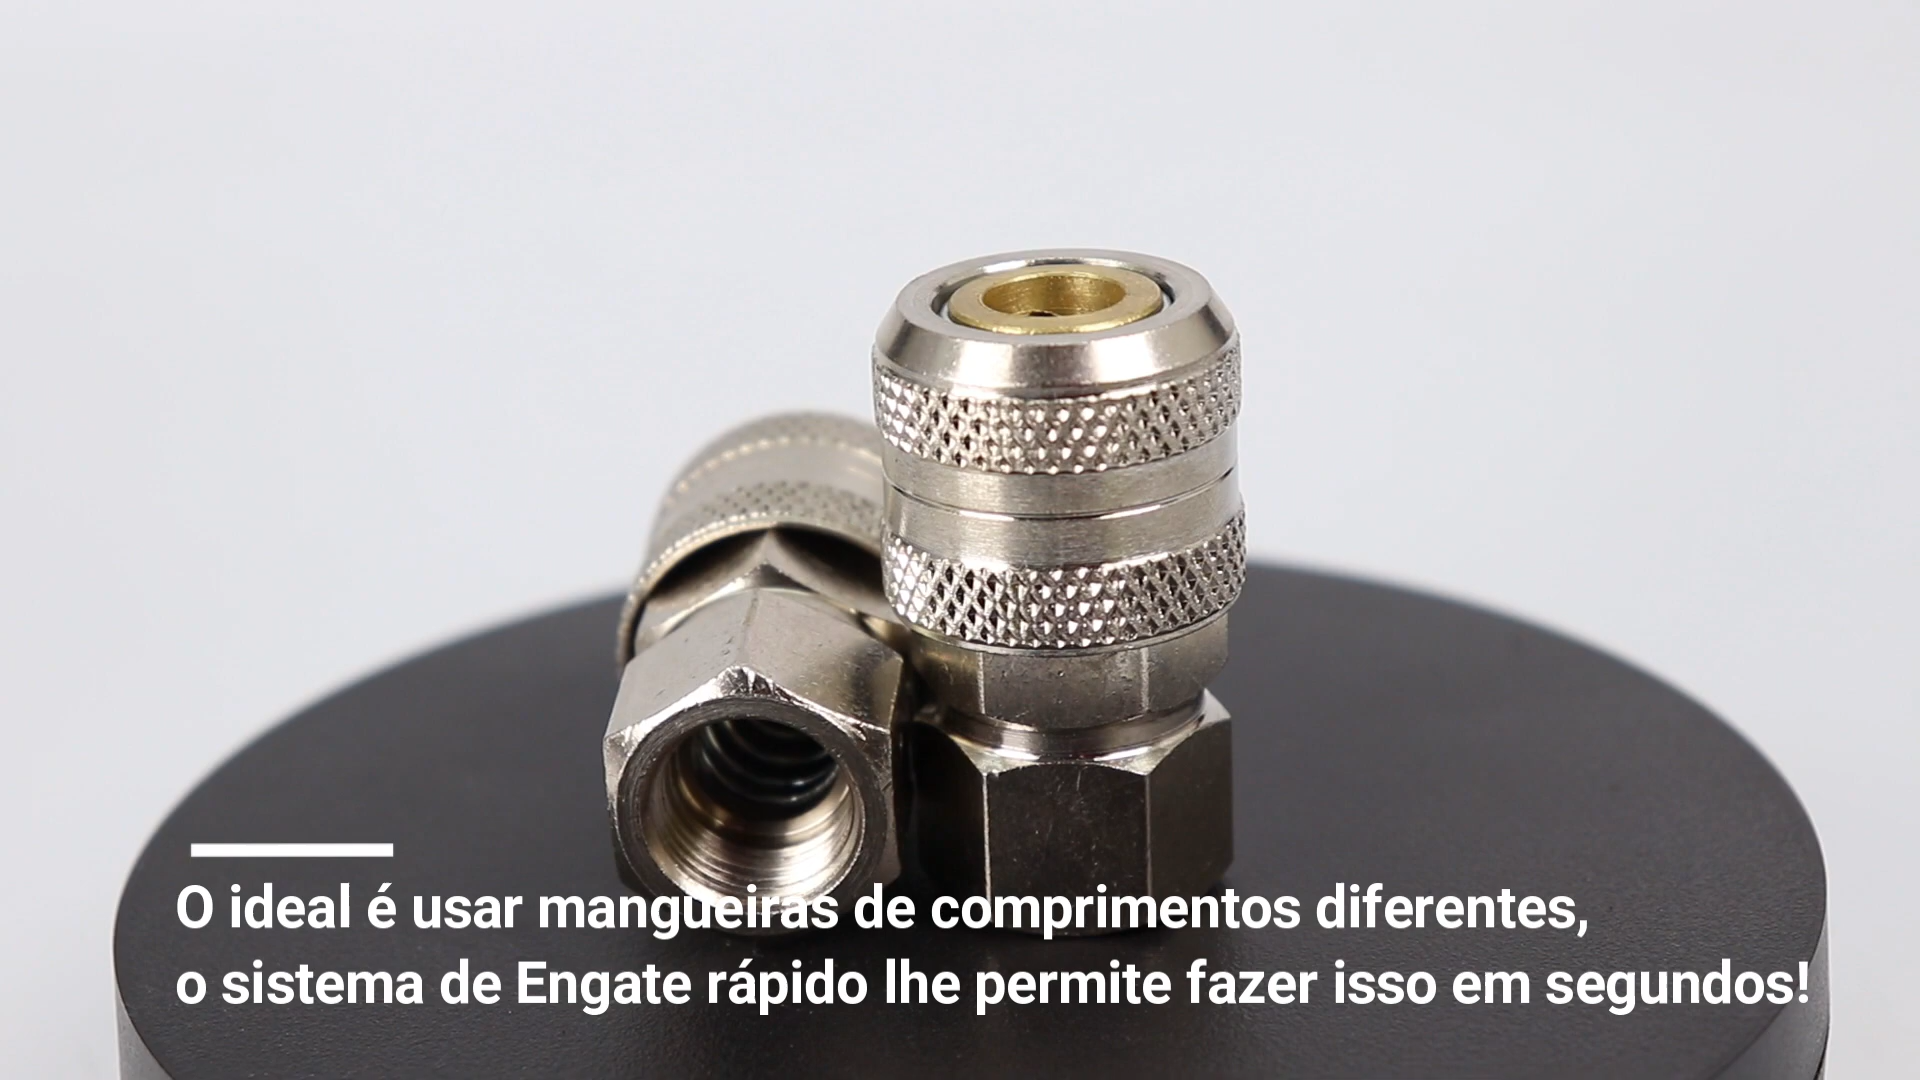 O ideal é usar mangueiras de comprimentos diferentes,
o sistema de Engate rápido lhe permite fazer isso em segundos!